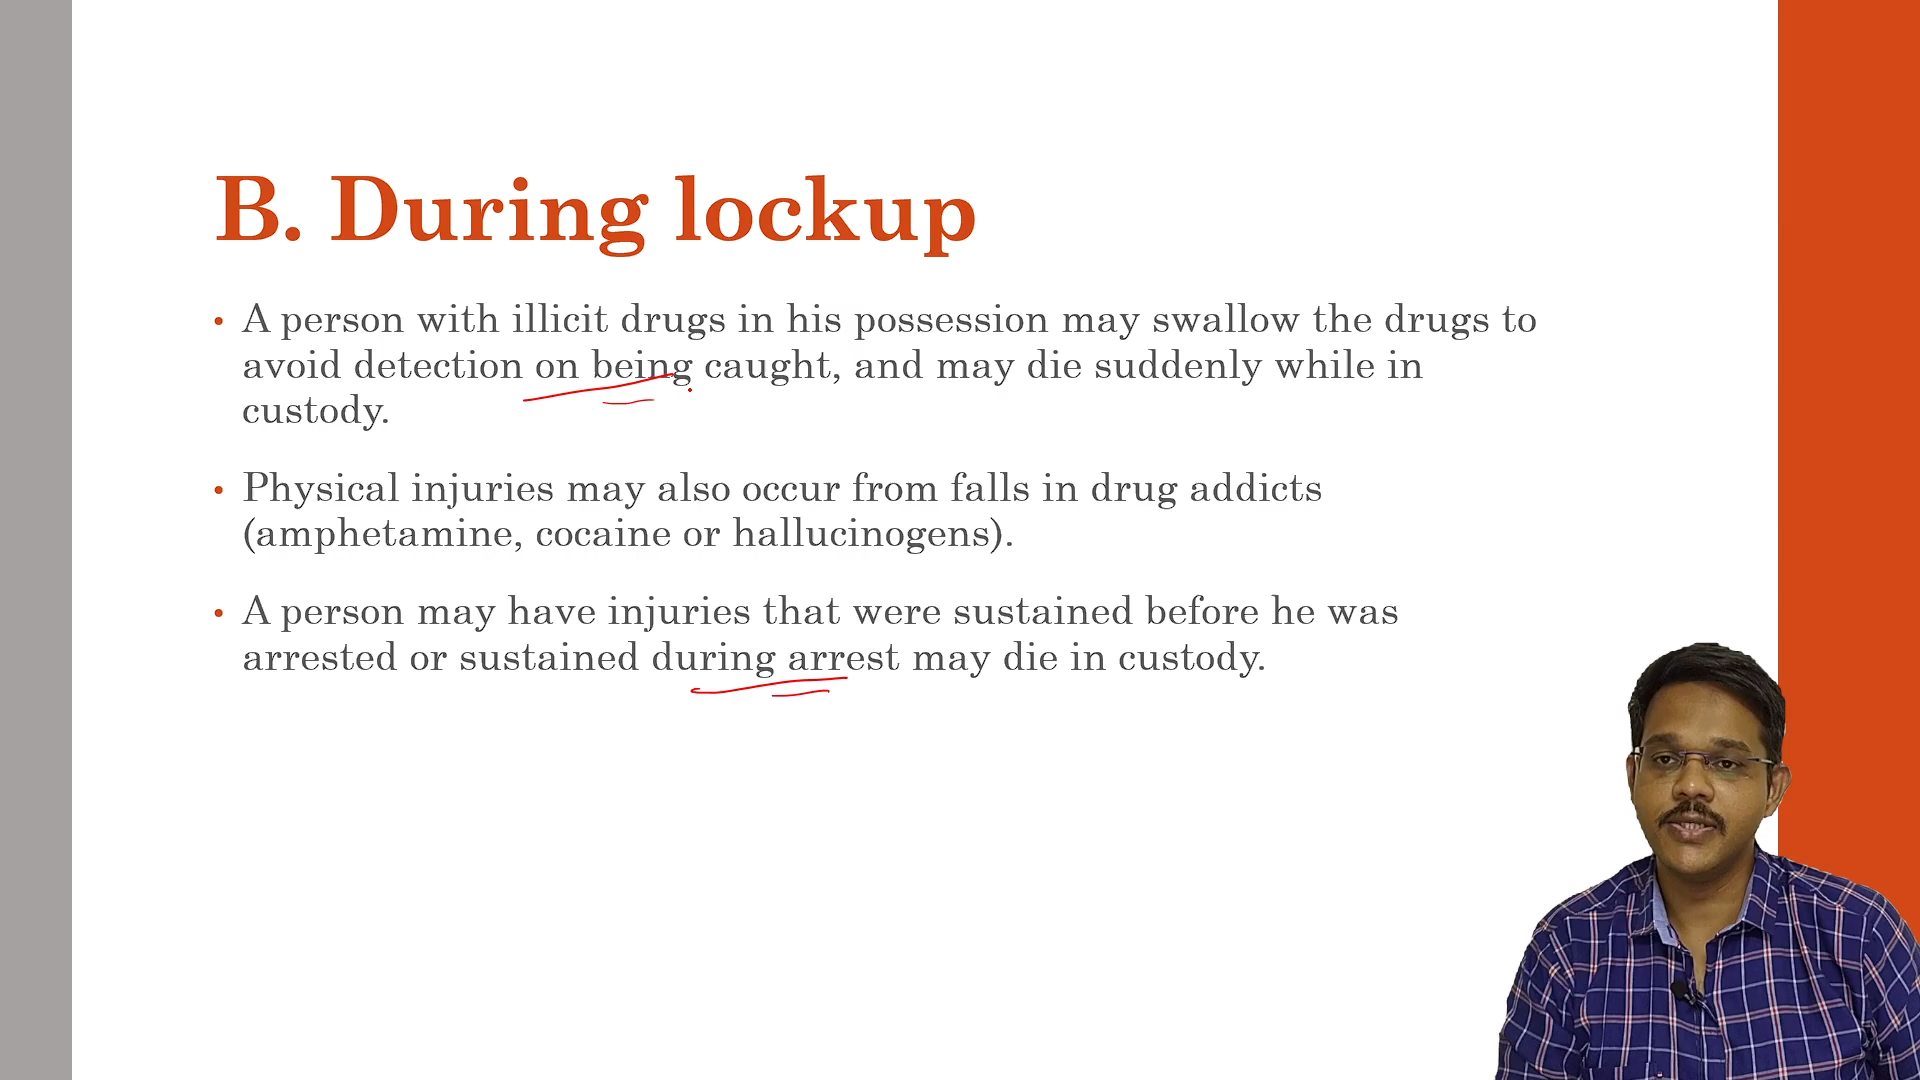 B. During lockup
• A person with illicit drugs in his possession may swallow the drugs to
avoid detection on being caught, and may die suddenly while in
custody.
• Physical injuries may also occur from falls in drug addicts
(amphetamine, cocaine or hallucinogens).
• A person may have injuries that were sustained before he was
arrested or sustained during arrest may die in custody.